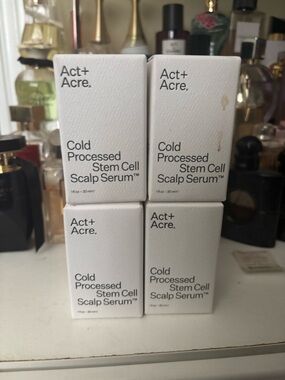 Act+
Acre.
Cold
Processed
Stem Cell
Scalp Serum™
Act+
Acre.
Cold
Processed
Stem Cell
Scalp Serum™
Act+
Acre.
Cold
Processed
Stem Cell
Scalp Serum™
Act+
Acre.
Cold
Processed
Stem Cell
Scalp Serum™